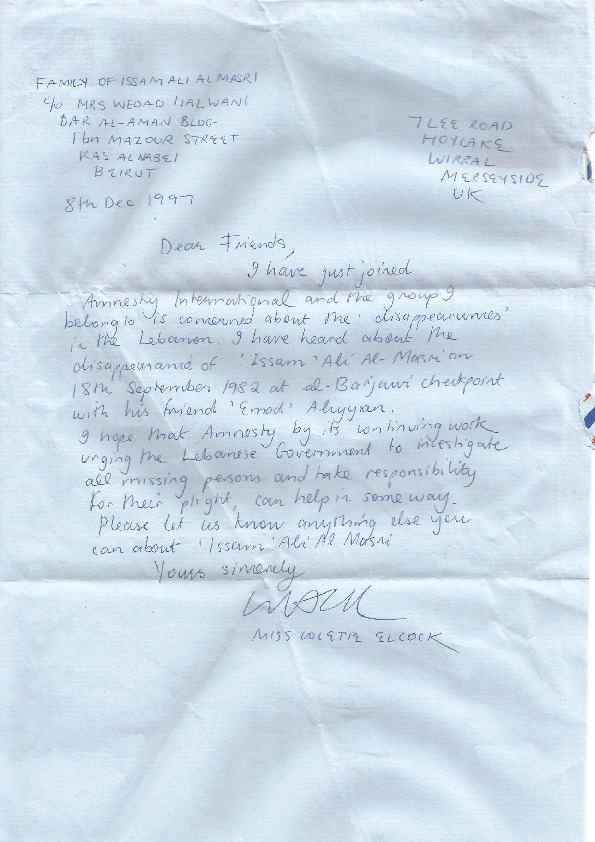 FAMILY OF ISSAM ALI AL MASRI
c/o MRS WEDAD HALWANI
DAR AL-AMAN BLDG-
Ibn MAZOUR STREET
RAS ALNABEI
BEIRUT
8th Dec 1997
7 LEE ROAD
HOYLAKE
WIRRAL
MERSEYSIDE
UK
Dear Friends,
I have just joined
Amnesty International and the group I
belong to is concerned about the 'disappearances'
in the Lebanon. I have heard about the
disappearance of 'Issam' Ali Al-Masri on
18th September 1982 at al-Barjawi checkpoint
with his friend 'Emad'
I hope that Amnesty by its continuing work
urging the Lebanese Government to investigate
all missing persons and take responsibility
for their plight, can help in some way.
Please let us know anything else you
can about 'Issam' Ali Al Masri
Yours sincerely
MISS COLETTE ELCOCK